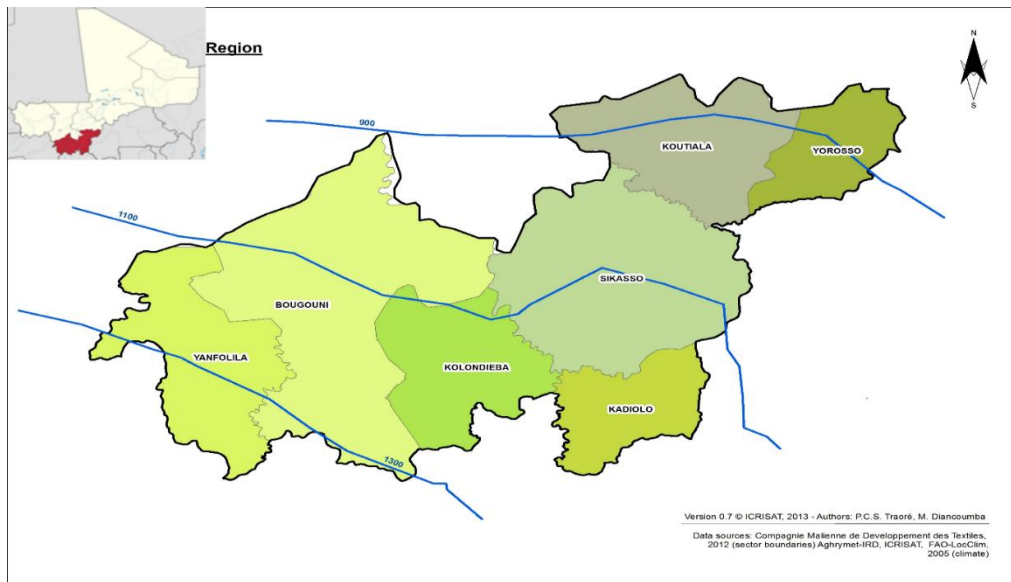 Region
N
S
900
KOUTIALA
YOROSSO
1100
SIKASSO
BOUGOUNI
YANFOLILA
KOLONDIEBA
KADIOLO
1300
Version 0.7 © ICRISAT, 2013 - Authors: P.C.S. Traoré, M. Diancoumba
Data sources: Compagnie Malienne de Developpement des Textiles,
2012 (sector boundaries) Aghrymet-IRD, ICRISAT, FAO-LocClim,
2005 (climate)